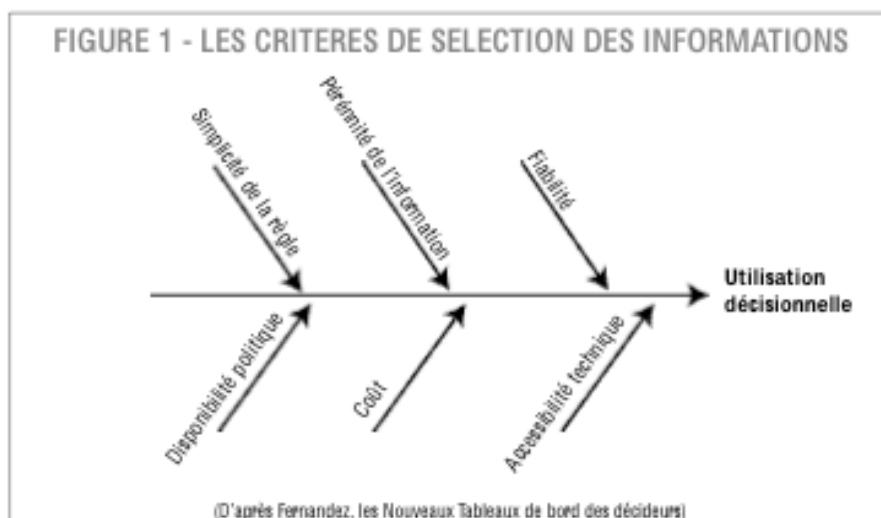 FIGURE 1 - LES CRITERES DE SELECTION DES INFORMATIONS
Simplicité de la règle
Pérénnité de l'information
Fiabilité
Utilisation
décisionnelle
Disponibilité politique
Coût
Accessibilité technique
(D'après Fernandez, les Nouveaux Tableaux de bord des décideurs)